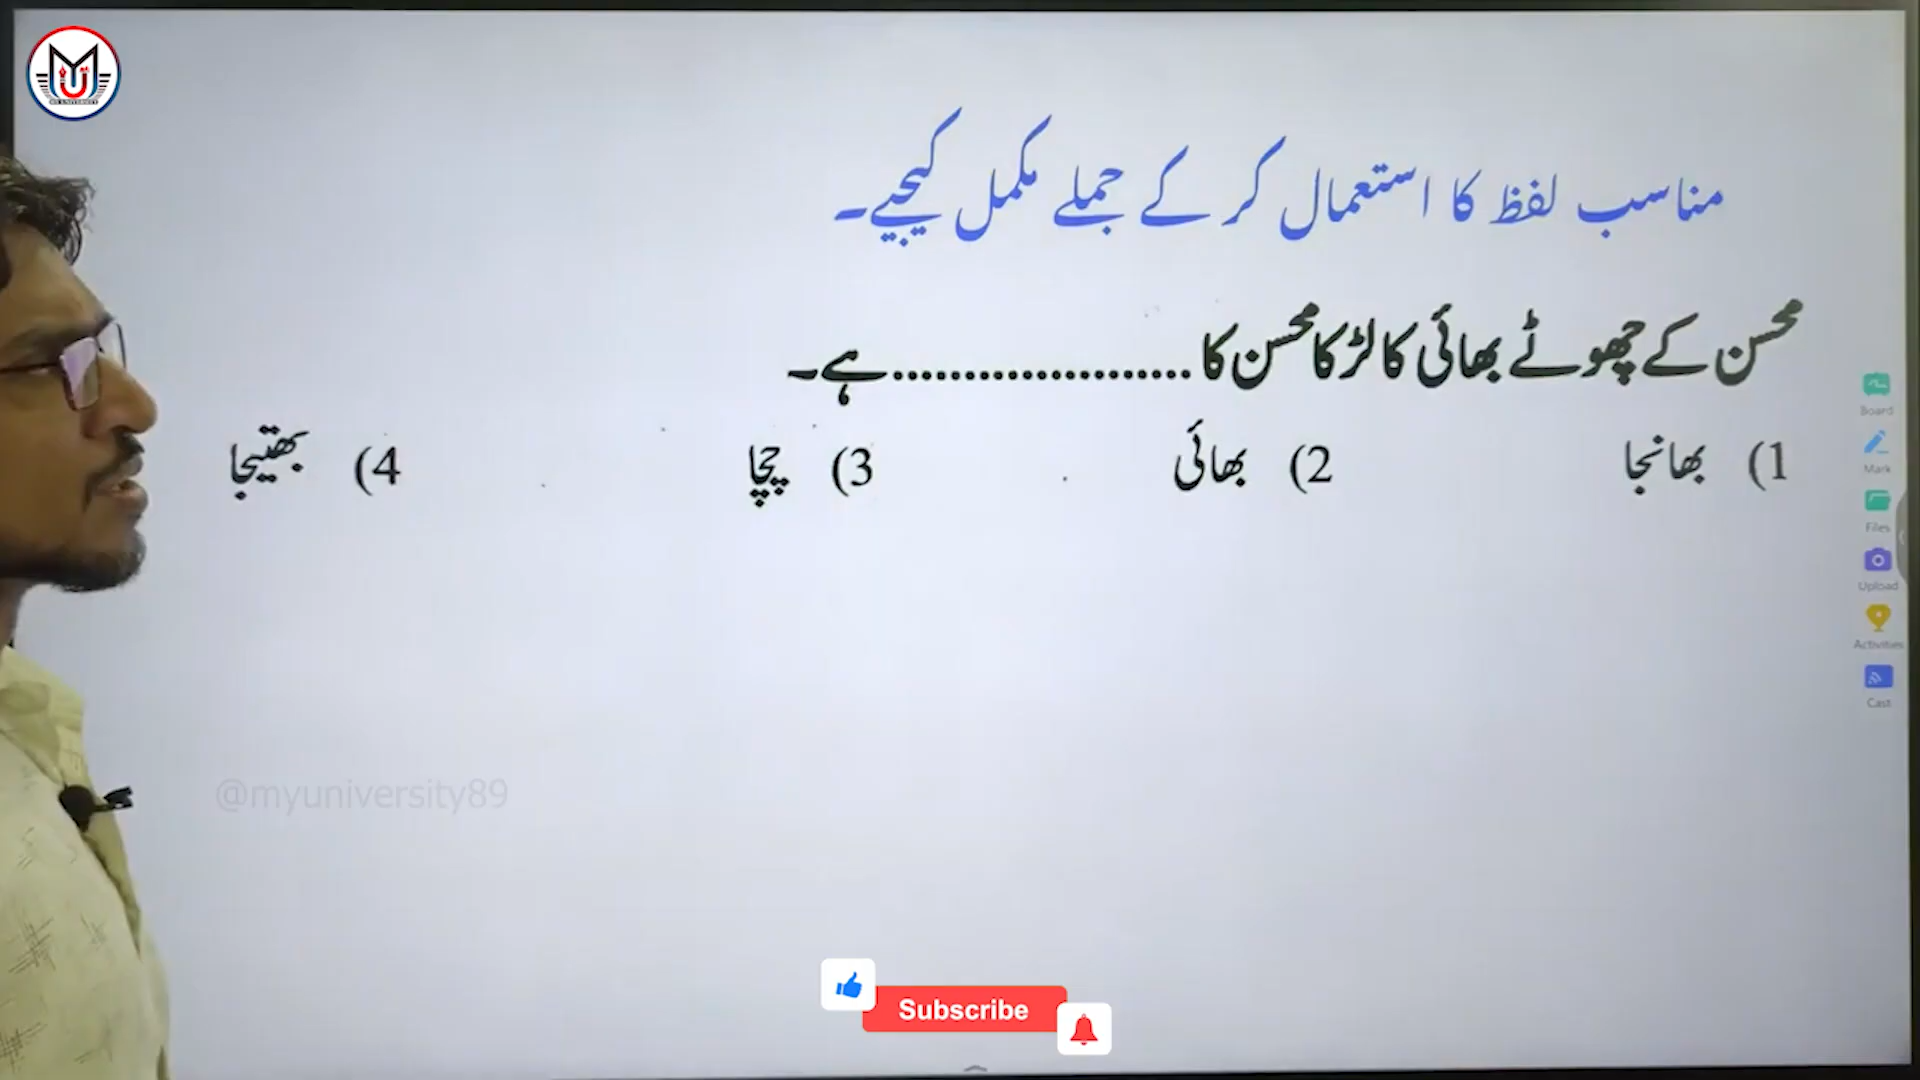 مناسب لفظ کا استعمال کر کے جملے مکمل کیجیے۔
محسن کے چھوٹے بھائی کا لڑکا محسن کا ..................... ہے۔
1) بھانجا 2) بھائی 3) چچا 4) بھتیجا
Board
Mark
Files
Upload
Activities
Cast
@myuniversity89
Subscribe